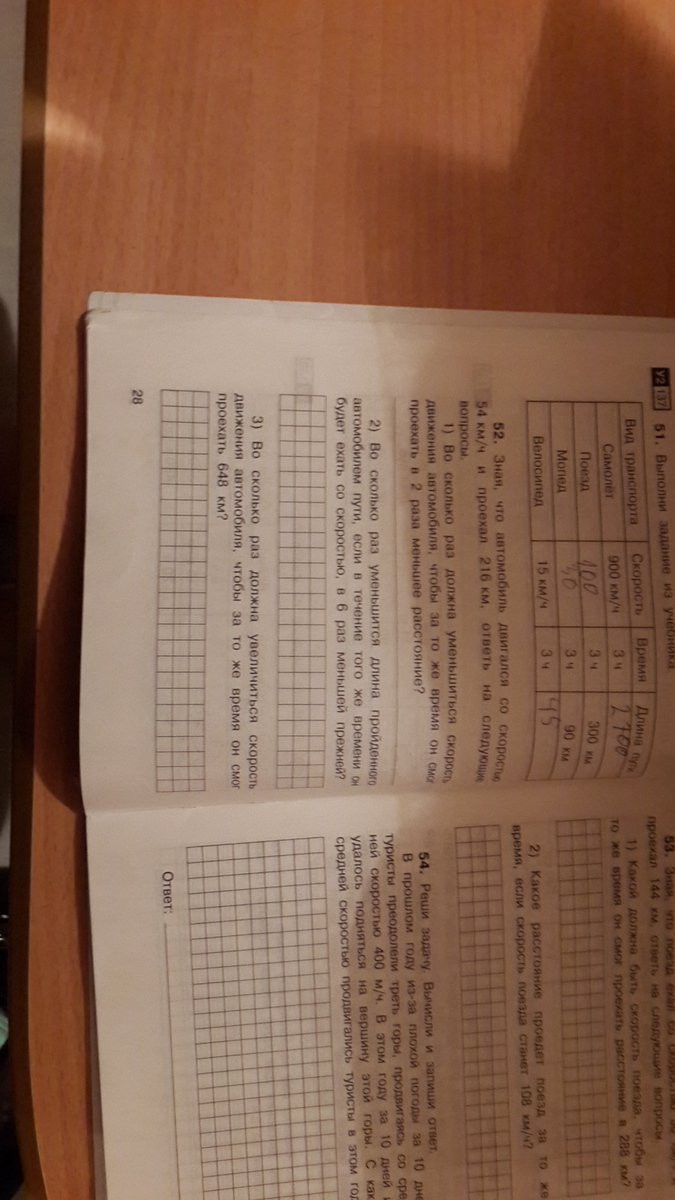 У2 137
51. Выполни задание из учебника.
Вид транспорта Скорость Время Длина пути
Самолёт 900 км/ч 3 ч 2700
Поезд 100 3 ч 300 км
Мопед 30 3 ч 90 км
Велосипед 15 км/ч 3 ч 45
52. Зная, что автомобиль двигался со скоростью
54 км/ч и проехал 216 км, ответь на следующие
вопросы.
1) Во сколько раз должна уменьшиться скорость
движения автомобиля, чтобы за то же время он смог
проехать в 2 раза меньшее расстояние?
2) Во сколько раз уменьшится длина пройденного
автомобилем пути, если в течение того же времени он
будет ехать со скоростью, в 6 раз меньшей прежней?
3) Во сколько раз должна увеличиться скорость
движения автомобиля, чтобы за то же время он смог
проехать 648 км?
28
53. Зная, что поезд ехал со скоростью
проехал 144 км, ответь на следующие вопросы.
1) Какой должна быть скорость поезда, чтобы за
то же время он смог проехать расстояние в 288 км?
2) Какое расстояние проедет поезд за то же
время, если скорость поезда станет 108 км/ч?
54. Реши задачу. Вычисли и запиши ответ.
В прошлом году из-за плохой погоды за 10 дне
туристы преодолели треть горы, продвигаясь со сре
ней скоростью 400 м/ч. В этом году за 10 дней
удалось подняться на вершину этой горы. С как
средней скоростью продвигались туристы в этом год
Ответ: